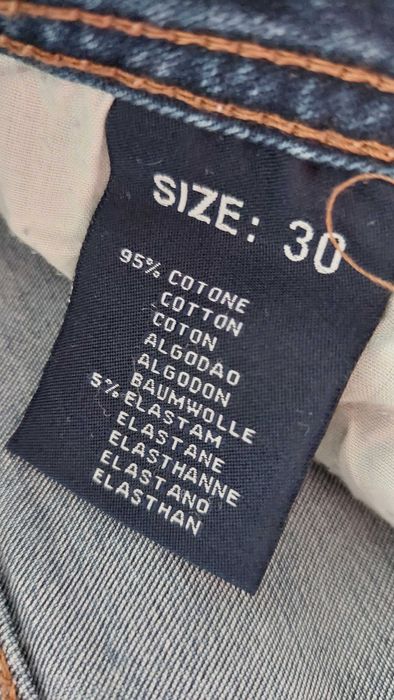 SIZE: 30
95% COTONE
COTTON
COTON
ALGODAO
ALGODON
BAUMWOLLE
5% ELASTAM
ELASTANE
ELASTHANNE
ELASTANO
ELASTHAN